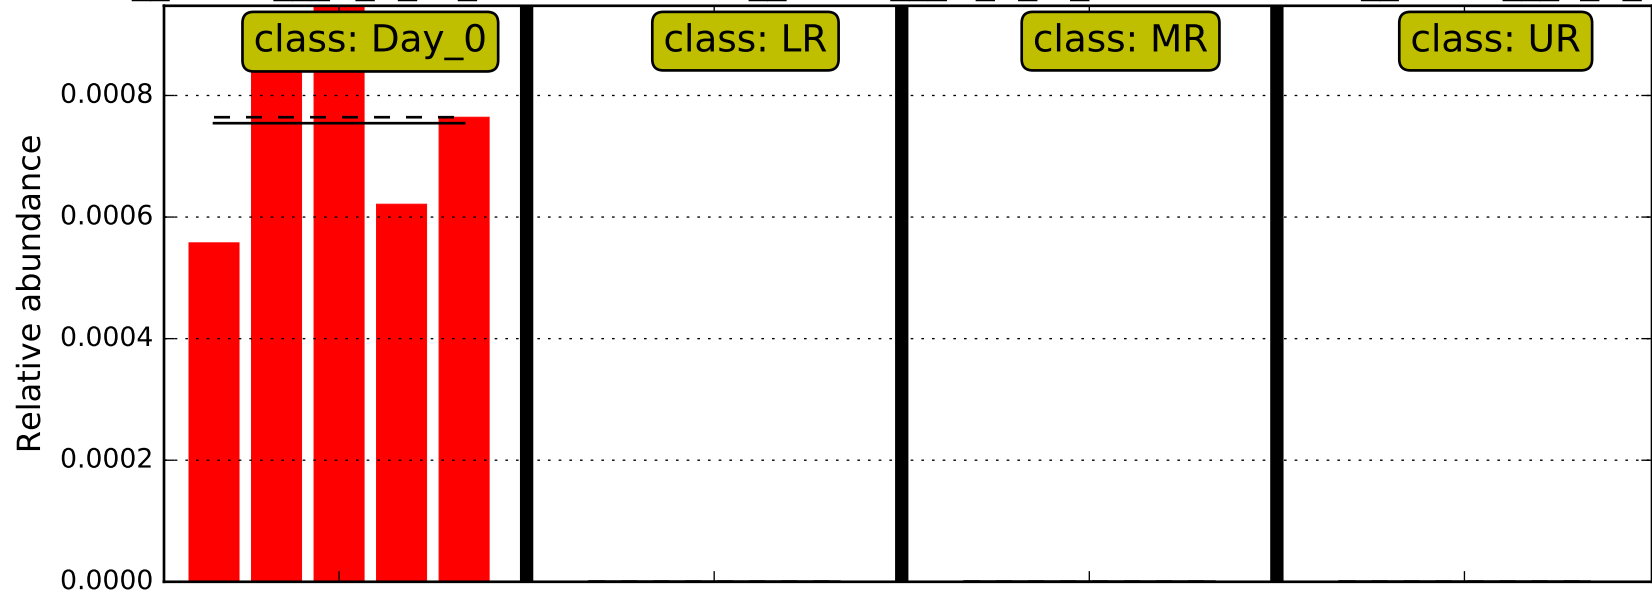 class: Day_0
class: LR
class: MR
class: UR
Relative abundance
0.0008
0.0006
0.0004
0.0002
0.0000